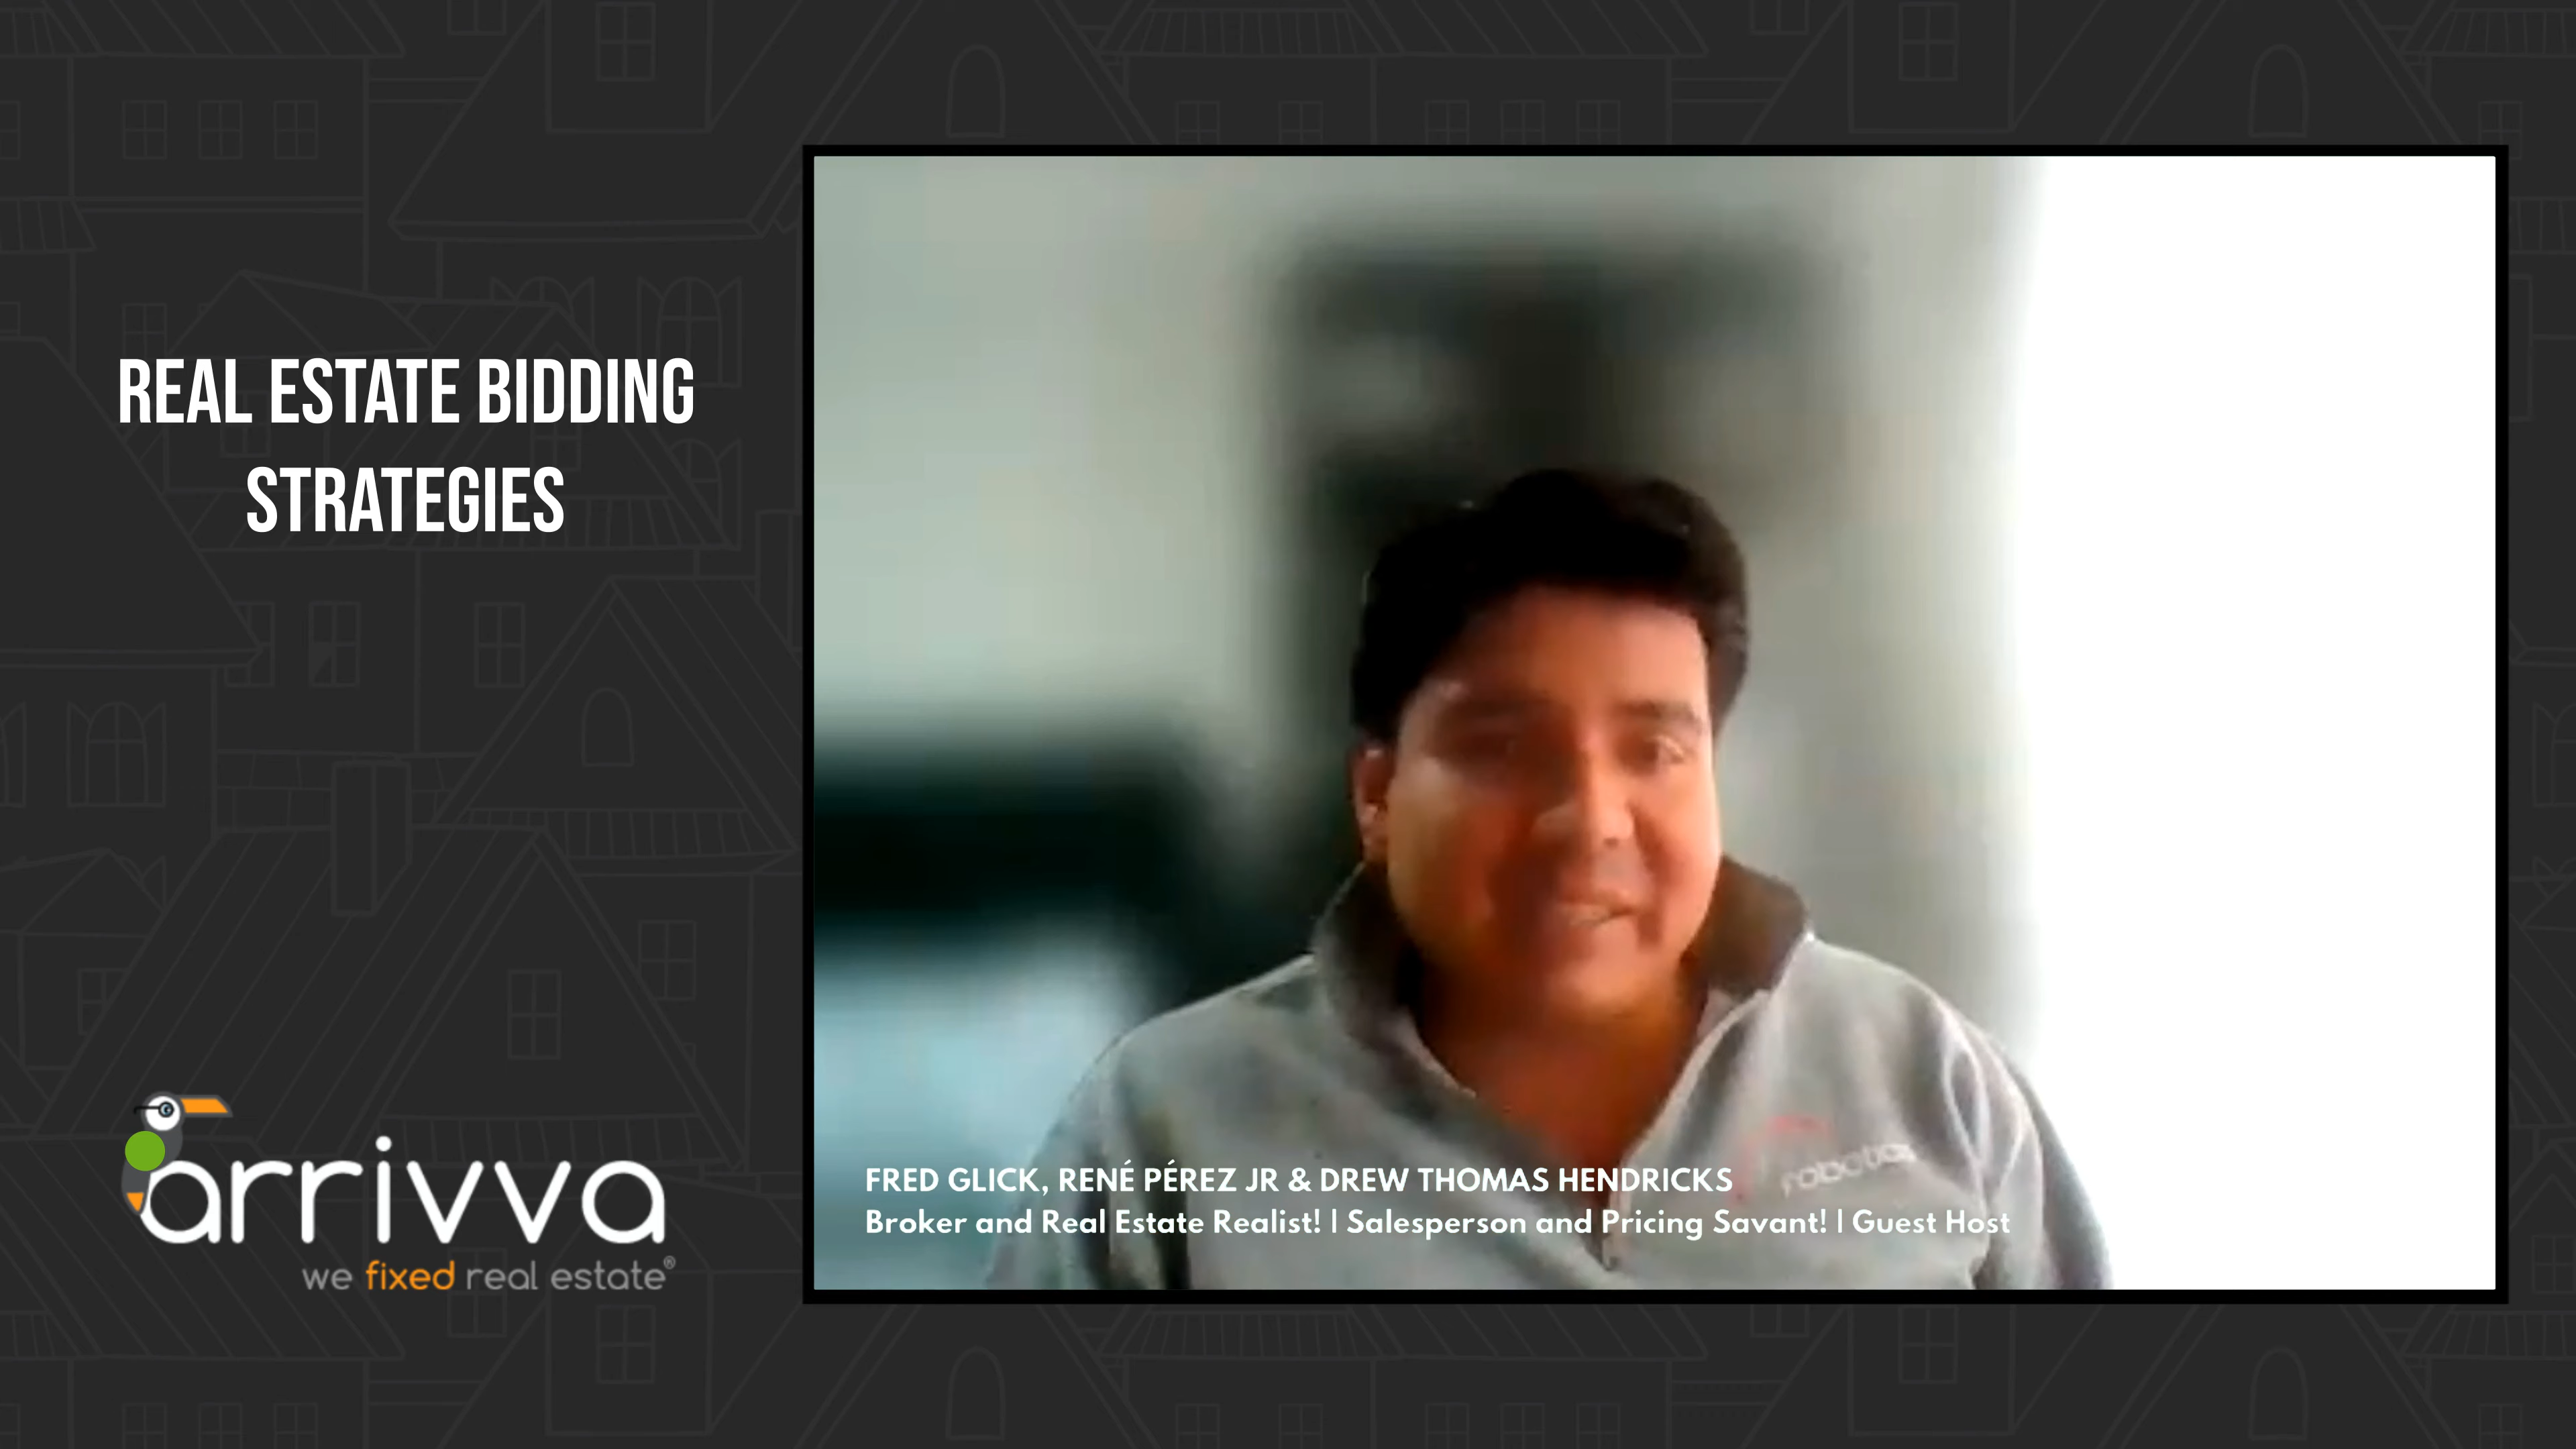 REAL ESTATE BIDDING
STRATEGIES
arrivva
we fixed real estate®
robotics
FRED GLICK, RENÉ PÉREZ JR & DREW THOMAS HENDRICKS
Broker and Real Estate Realist! | Salesperson and Pricing Savant! | Guest Host